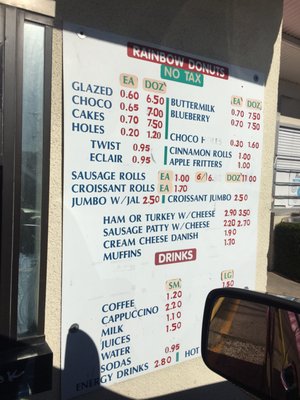 RAINBOW DONUTS
NO TAX
EA DOZ
GLAZED 0.60 6.50
CHOCO 0.65 7.00
CAKES 0.70 7.50
HOLES 0.20 1.20
TWIST 0.95
ECLAIR 0.95
EA DOZ
BUTTERMILK 0.70 7.50
BLUEBERRY 0.70 7.50
CHOCO 0.30 1.60
CINNAMON ROLLS 1.00
APPLE FRITTERS 1.00
SAUSAGE ROLLS EA 1.00 6/ DOZ 11.00
CROISSANT ROLLS EA 1.70
JUMBO W/JAL 2.50 CROISSANT JUMBO 2.50
HAM OR TURKEY W/CHEESE 2.90 3.50
SAUSAGE PATTY W/CHEESE 2.20 2.70
CREAM CHEESE DANISH 1.90
MUFFINS 1.20
DRINKS
SM LG
COFFEE 1.20
CAPPUCCINO 2.20
MILK 1.10
JUICES 1.50
WATER
SODAS 0.95
ENERGY DRINKS 2.80 HOT